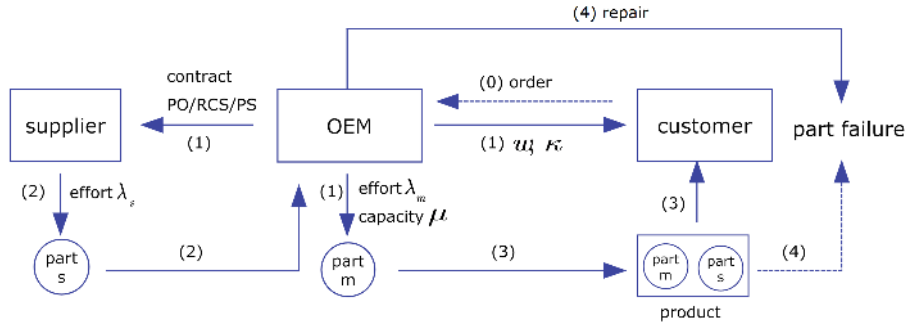 (4) repair
contract
PO/RCS/PS
(0) order
supplier
OEM
customer
part failure
(1)
(1) w, κ
(2)
effort λs
(1)
effort λm
capacity μ
(3)
part
s
(2)
part
m
(3)
part
m
part
s
(4)
product